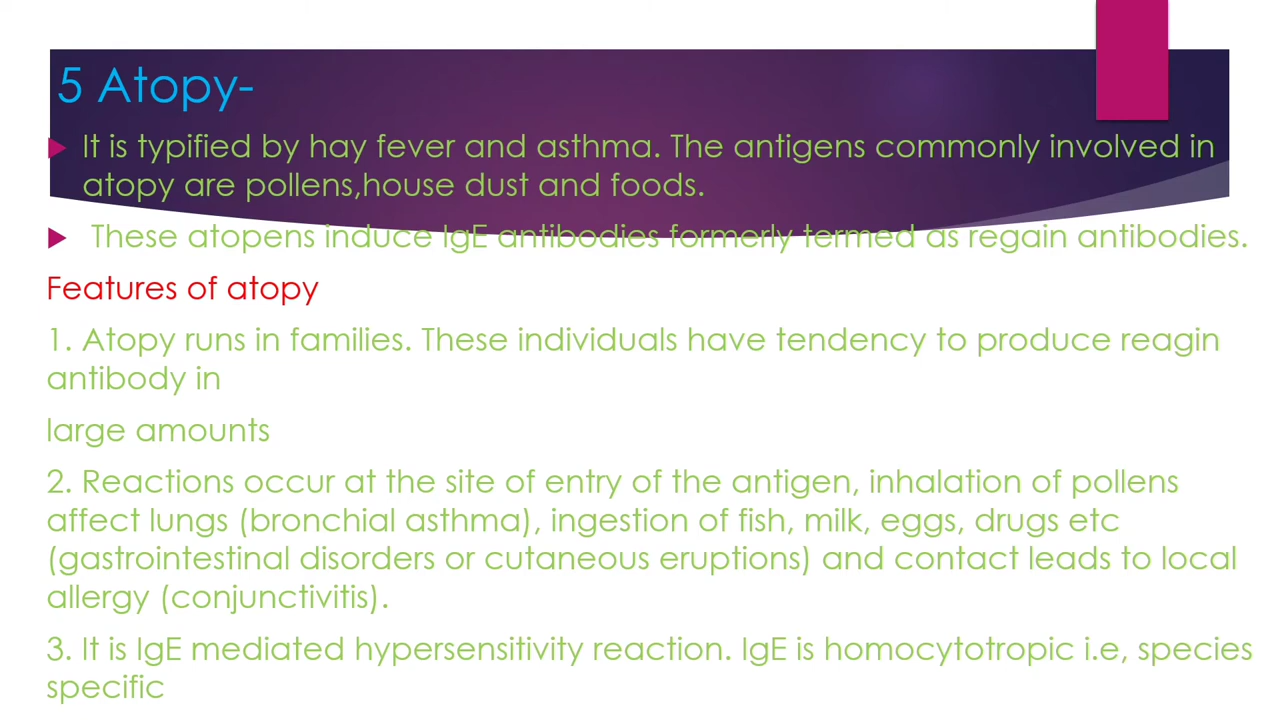 5 Atopy-
It is typified by hay fever and asthma. The antigens commonly involved in
atopy are pollens,house dust and foods.
These atopens induce IgE antibodies formerly termed as regain antibodies.
Features of atopy
1. Atopy runs in families. These individuals have tendency to produce reagin
antibody in
large amounts
2. Reactions occur at the site of entry of the antigen, inhalation of pollens
affect lungs (bronchial asthma), ingestion of fish, milk, eggs, drugs etc
(gastrointestinal disorders or cutaneous eruptions) and contact leads to local
allergy (conjunctivitis).
3. It is IgE mediated hypersensitivity reaction. IgE is homocytotropic i.e, species
specific